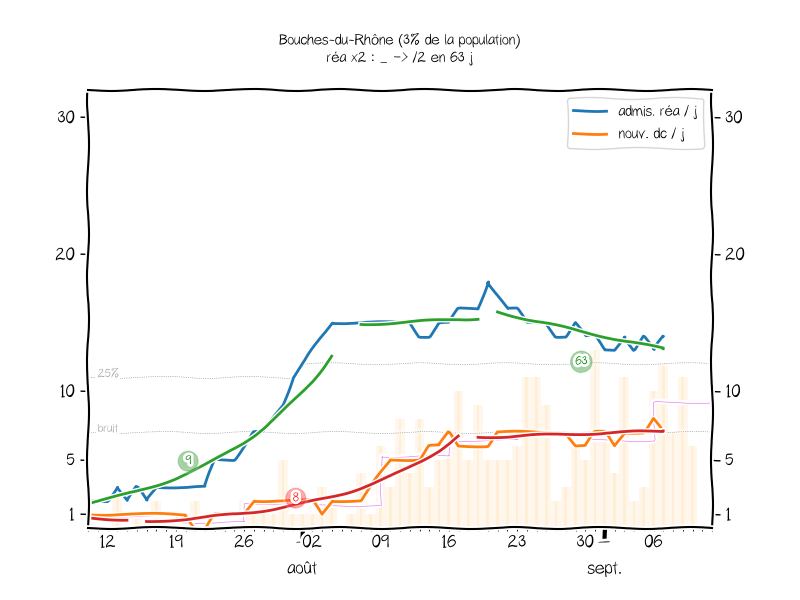 Bouches-du-Rhône (3% de la population)
réa x2 : _ -> /2 en 63 j
admis. réa / j
nouv. dc / j
30
30
20
20
25%
63
10
10
bruit
9
5
5
8
1
1
12 19 26 02 09 16 23 30 06
août sept.